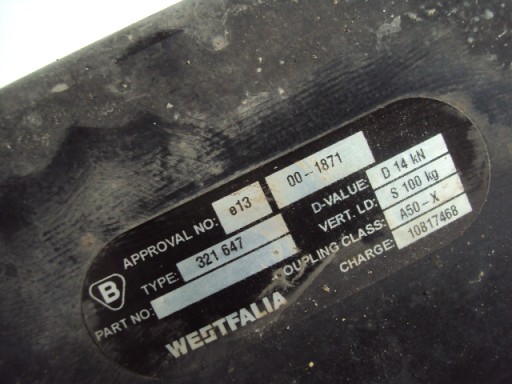 APPROVAL NO: e13 00-1871
TYPE: 321 647
PART NO:
D-VALUE: D 14 kN
VERT. LD: S 100 kg
COUPLING CLASS: A50-X
CHARGE: 10817468
B
WESTFALIA